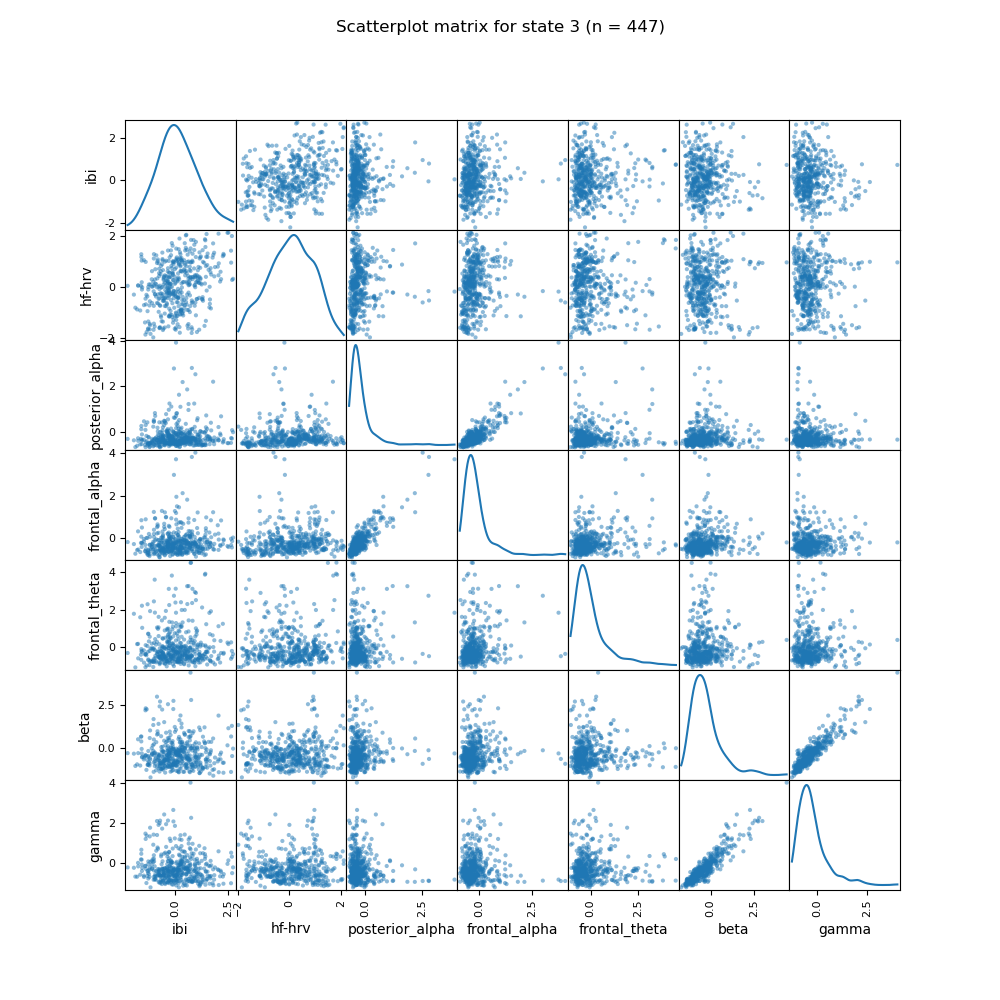 Scatterplot matrix for state 3 (n = 447)
ibi
2
0
-2
hf-hrv
2
0
−2
posterior_alpha
4
2
0
frontal_alpha
4
2
0
frontal_theta
4
2
0
beta
2.5
0.0
gamma
4
2
0
0.0 2.5 −2 0 2 0.0 2.5 0.0 2.5 0.0 2.5 0.0 2.5 0.0 2.5
ibi hf-hrv posterior_alpha frontal_alpha frontal_theta beta gamma